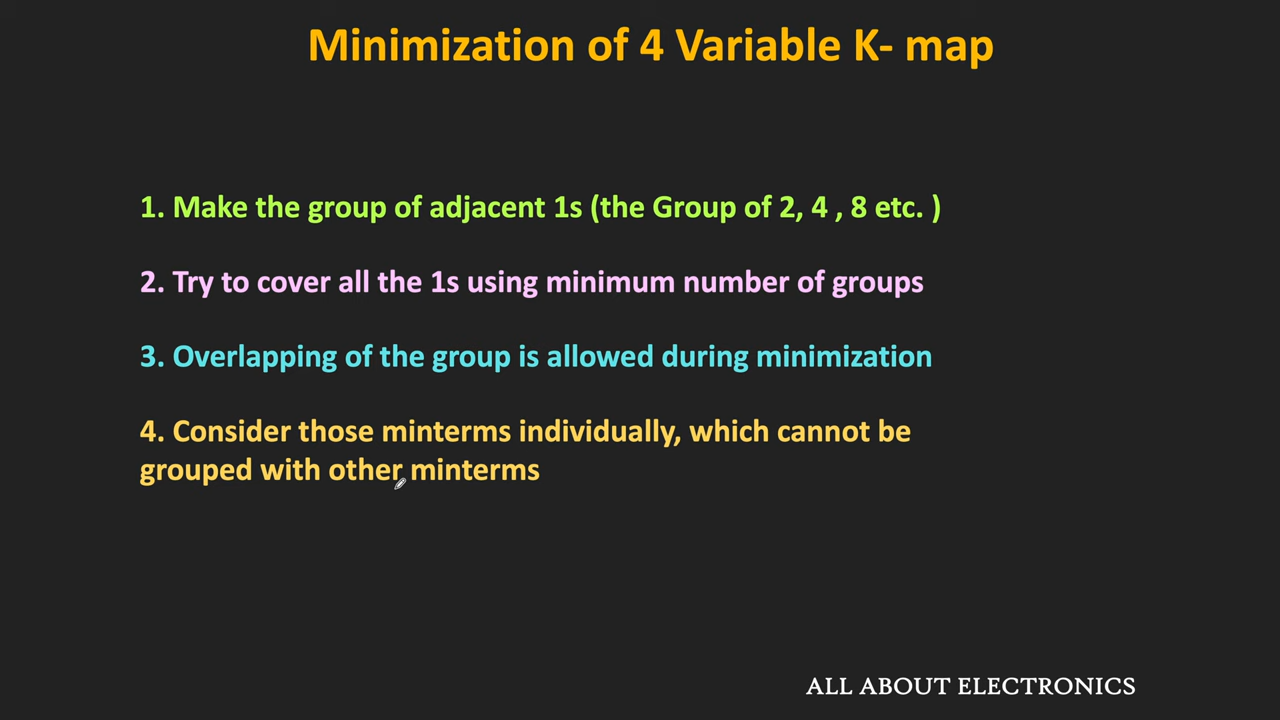 Minimization of 4 Variable K- map
1. Make the group of adjacent 1s (the Group of 2, 4 , 8 etc. )
2. Try to cover all the 1s using minimum number of groups
3. Overlapping of the group is allowed during minimization
4. Consider those minterms individually, which cannot be
grouped with other minterms
ALL ABOUT ELECTRONICS